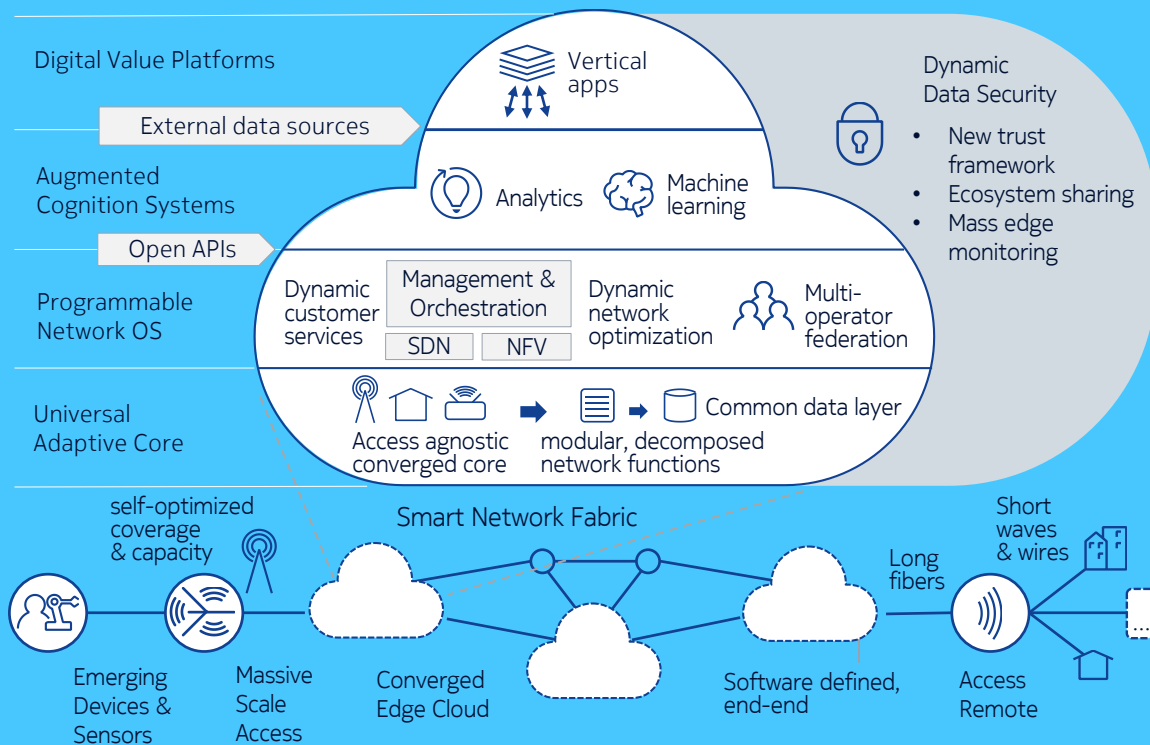 Digital Value Platforms
External data sources
Augmented
Cognition Systems
Open APIs
Programmable
Network OS
Universal
Adaptive Core
Vertical
apps
Analytics
Machine
learning
Dynamic
customer
services
Management &
Orchestration
SDN
NFV
Dynamic
network
optimization
Multi-
operator
federation
Access agnostic
converged core
modular, decomposed
network functions
Common data layer
Dynamic
Data Security
• New trust
framework
• Ecosystem sharing
• Mass edge
monitoring
self-optimized
coverage
& capacity
Smart Network Fabric
Long
fibers
Short
waves
& wires
...
Emerging
Devices &
Sensors
Massive
Scale
Access
Converged
Edge Cloud
Software defined,
end-end
Access
Remote